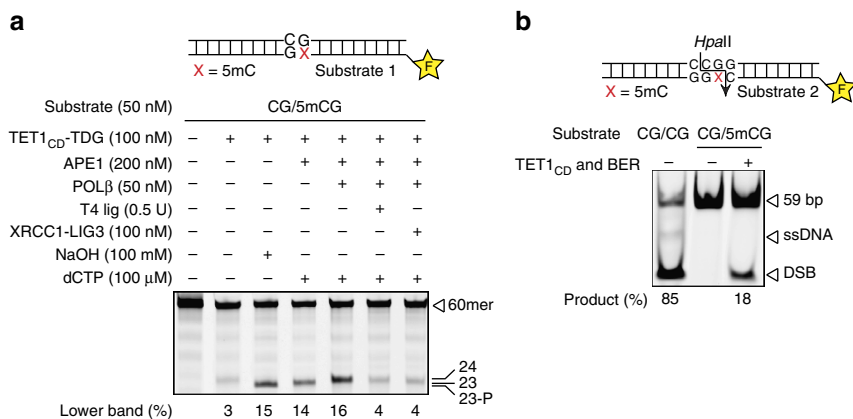 a
C G
G X
F
X = 5mC Substrate 1
Substrate (50 nM) CG/5mCG
TET1CD-TDG (100 nM) – + + + + + +
APE1 (200 nM) – – – + + + +
POLβ (50 nM) – – – – + + +
T4 lig (0.5 U) – – – – – + –
XRCC1-LIG3 (100 nM) – – – – – – +
NaOH (100 mM) – – + – – – –
dCTP (100 μM) – – – + + + +
60mer
24
23
23-P
Lower band (%) 3 15 14 16 4 4
b
HpaII
C C G G
G G X C
F
X = 5mC Substrate 2
Substrate CG/CG CG/5mCG
TET1CD and BER – – +
59 bp
ssDNA
DSB
Product (%) 85 18